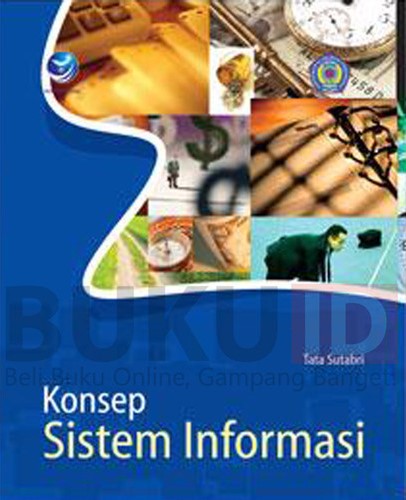 BUKU ID
Tata Sutabri
Beli Buku Online, Gampang Banget!
Konsep
Sistem Informasi